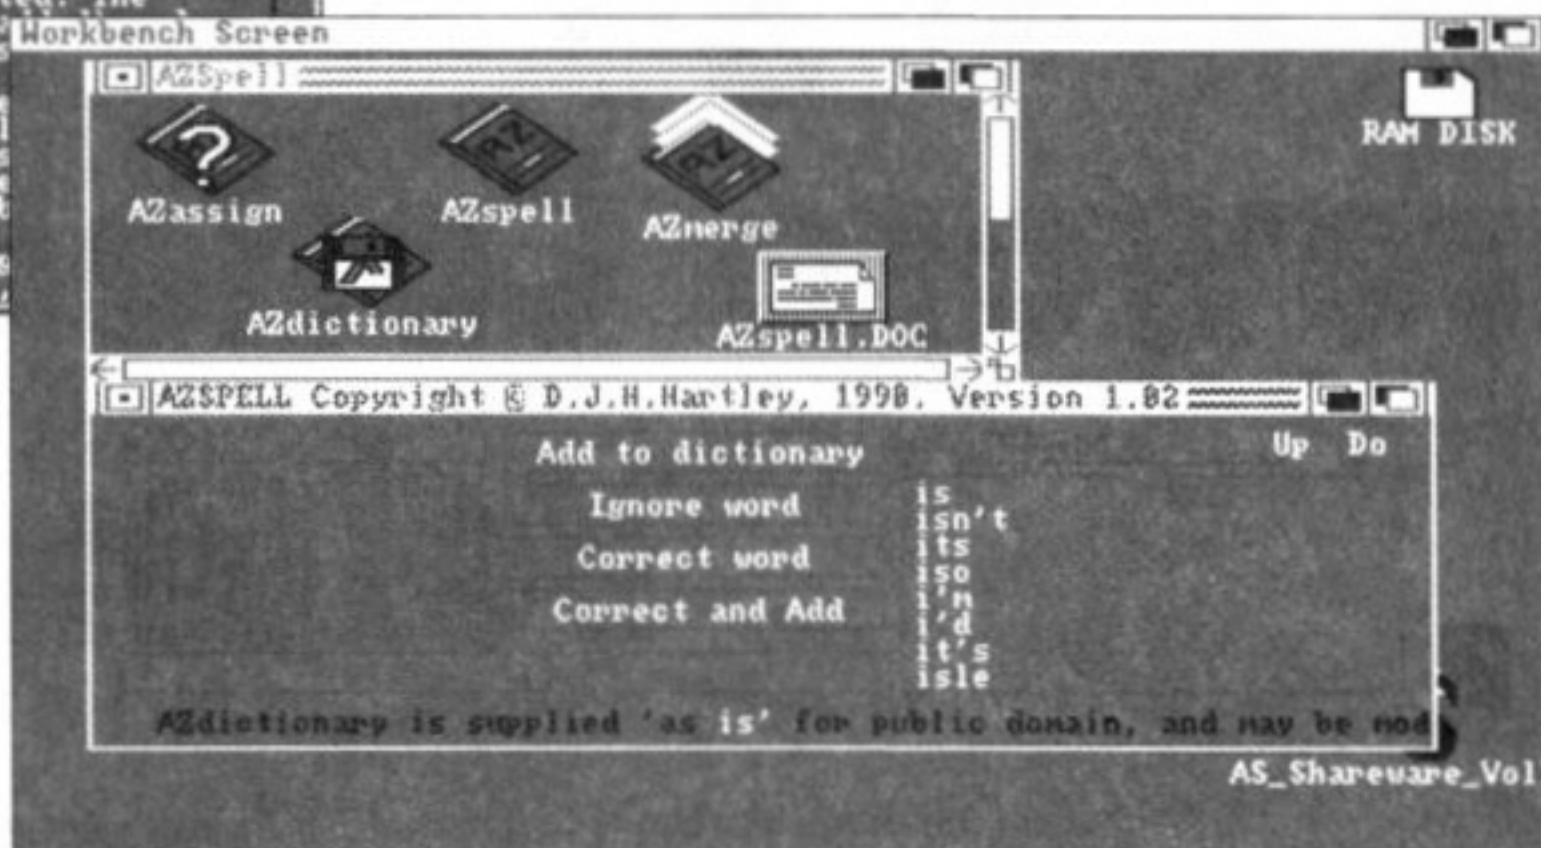 Workbench Screen
AZSpell
RAM DISK
AZassign
AZspell
AZmerge
AZdictionary
AZspell.DOC
AZSPELL Copyright © D.J.H.Hartley, 1990. Version 1.02
Add to dictionary
Up Do
Ignore word
Correct word
Correct and Add
is
isn't
its
iso
i'm
i'd
it's
isle
AZdictionary is supplied 'as is' for public domain, and may be mod
AS_Shareware_Vol